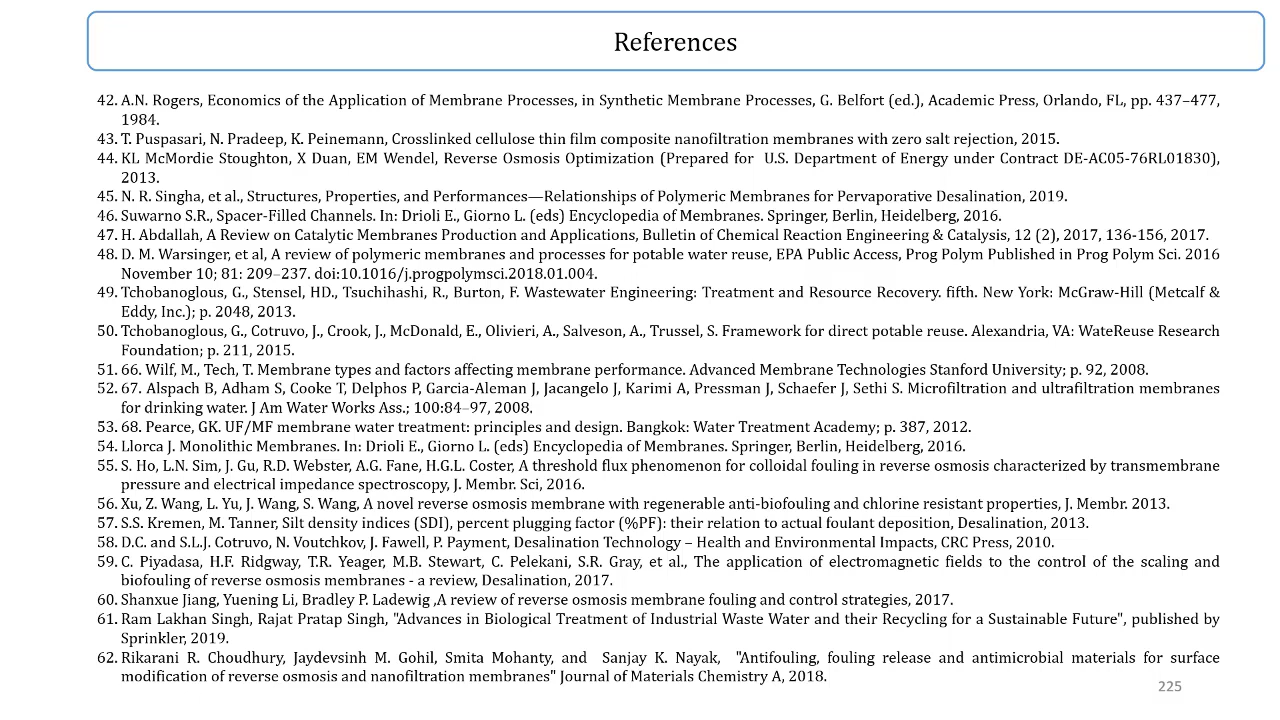 References
42. A.N. Rogers, Economics of the Application of Membrane Processes, in Synthetic Membrane Processes, G. Belfort (ed.), Academic Press, Orlando, FL, pp. 437–477,
1984.
43. T. Puspasari, N. Pradeep, K. Peinemann, Crosslinked cellulose thin film composite nanofiltration membranes with zero salt rejection, 2015.
44. KL McMordie Stoughton, X Duan, EM Wendel, Reverse Osmosis Optimization (Prepared for U.S. Department of Energy under Contract DE-AC05-76RL01830),
2013.
45. N. R. Singha, et al., Structures, Properties, and Performances—Relationships of Polymeric Membranes for Pervaporative Desalination, 2019.
46. Suwarno S.R., Spacer-Filled Channels. In: Drioli E., Giorno L. (eds) Encyclopedia of Membranes. Springer, Berlin, Heidelberg, 2016.
47. H. Abdallah, A Review on Catalytic Membranes Production and Applications, Bulletin of Chemical Reaction Engineering & Catalysis, 12 (2), 2017, 136-156, 2017.
48. D. M. Warsinger, et al, A review of polymeric membranes and processes for potable water reuse, EPA Public Access, Prog Polym Published in Prog Polym Sci. 2016
November 10; 81: 209–237. doi:10.1016/j.progpolymsci.2018.01.004.
49. Tchobanoglous, G., Stensel, HD., Tsuchihashi, R., Burton, F. Wastewater Engineering: Treatment and Resource Recovery. fifth. New York: McGraw-Hill (Metcalf &
Eddy, Inc.); p. 2048, 2013.
50. Tchobanoglous, G., Cotruvo, J., Crook, J., McDonald, E., Olivieri, A., Salveson, A., Trussel, S. Framework for direct potable reuse. Alexandria, VA: WateReuse Research
Foundation; p. 211, 2015.
51. 66. Wilf, M., Tech, T. Membrane types and factors affecting membrane performance. Advanced Membrane Technologies Stanford University; p. 92, 2008.
52. 67. Alspach B, Adham S, Cooke T, Delphos P, Garcia-Aleman J, Jacangelo J, Karimi A, Pressman J, Schaefer J, Sethi S. Microfiltration and ultrafiltration membranes
for drinking water. J Am Water Works Ass.; 100:84–97, 2008.
53. 68. Pearce, GK. UF/MF membrane water treatment: principles and design. Bangkok: Water Treatment Academy; p. 387, 2012.
54. Llorca J. Monolithic Membranes. In: Drioli E., Giorno L. (eds) Encyclopedia of Membranes. Springer, Berlin, Heidelberg, 2016.
55. S. Ho, L.N. Sim, J. Gu, R.D. Webster, A.G. Fane, H.G.L. Coster, A threshold flux phenomenon for colloidal fouling in reverse osmosis characterized by transmembrane
pressure and electrical impedance spectroscopy, J. Membr. Sci, 2016.
56. Xu, Z. Wang, L. Yu, J. Wang, S. Wang, A novel reverse osmosis membrane with regenerable anti-biofouling and chlorine resistant properties, J. Membr. 2013.
57. S.S. Kremen, M. Tanner, Silt density indices (SDI), percent plugging factor (%PF): their relation to actual foulant deposition, Desalination, 2013.
58. D.C. and S.L.J. Cotruvo, N. Voutchkov, J. Fawell, P. Payment, Desalination Technology – Health and Environmental Impacts, CRC Press, 2010.
59. C. Piyadasa, H.F. Ridgway, T.R. Yeager, M.B. Stewart, C. Pelekani, S.R. Gray, et al., The application of electromagnetic fields to the control of the scaling and
biofouling of reverse osmosis membranes - a review, Desalination, 2017.
60. Shanxue Jiang, Yuening Li, Bradley P. Ladewig ,A review of reverse osmosis membrane fouling and control strategies, 2017.
61. Ram Lakhan Singh, Rajat Pratap Singh, "Advances in Biological Treatment of Industrial Waste Water and their Recycling for a Sustainable Future", published by
Sprinkler, 2019.
62. Rikarani R. Choudhury, Jaydevsinh M. Gohil, Smita Mohanty, and Sanjay K. Nayak, "Antifouling, fouling release and antimicrobial materials for surface
modification of reverse osmosis and nanofiltration membranes" Journal of Materials Chemistry A, 2018.
225